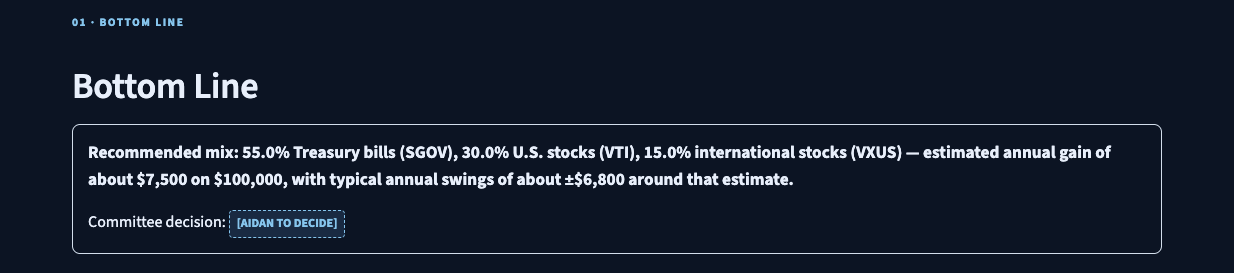 01 · BOTTOM LINE
Bottom Line
Recommended mix: 55.0% Treasury bills (SGOV), 30.0% U.S. stocks (VTI), 15.0% international stocks (VXUS) — estimated annual gain of
about $7,500 on $100,000, with typical annual swings of about ±$6,800 around that estimate.
Committee decision: [AIDAN TO DECIDE]